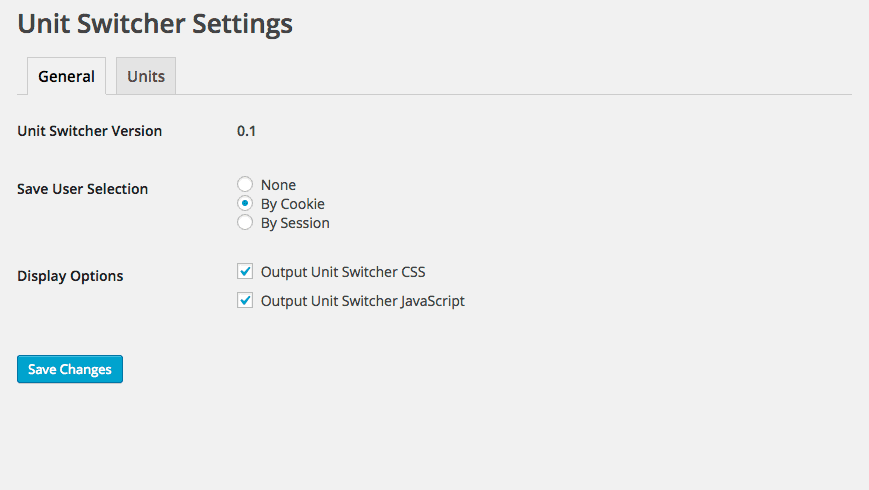 Unit Switcher Settings
General Units
Unit Switcher Version 0.1
Save User Selection None
By Cookie
By Session
Display Options Output Unit Switcher CSS
Output Unit Switcher JavaScript
Save Changes